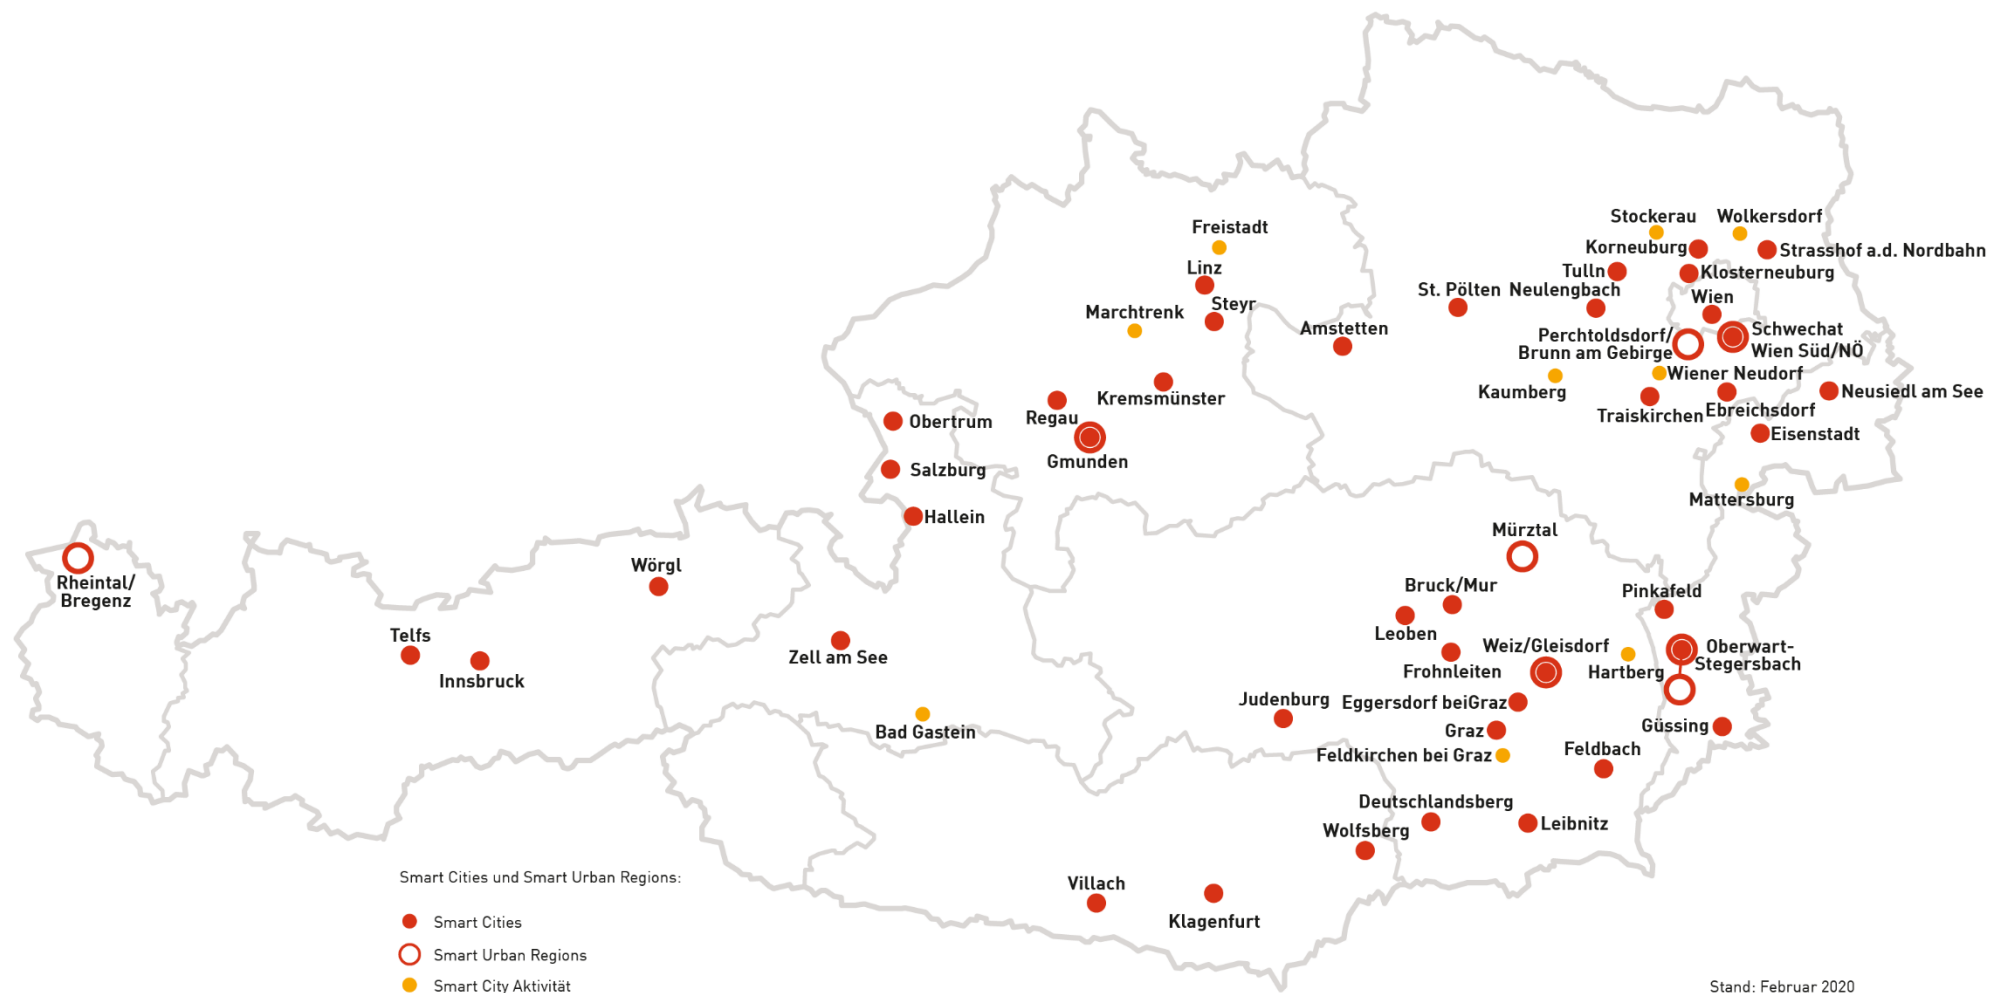 Stockerau
Wolkersdorf
Freistadt
Korneuburg
Strasshof a.d. Nordbahn
Linz
Tulln
Klosterneuburg
St. Pölten
Neulengbach
Wien
Steyr
Marchtrenk
Amstetten
Perchtoldsdorf/
Brunn am Gebirge
Schwechat
Wien Süd/NÖ
Wiener Neudorf
Kaumberg
Neusiedl am See
Kremsmünster
Regau
Traiskirchen
Ebreichsdorf
Obertrum
Eisenstadt
Gmunden
Salzburg
Mattersburg
Hallein
Mürztal
Wörgl
Rheintal/
Bregenz
Bruck/Mur
Pinkafeld
Telfs
Leoben
Weiz/Gleisdorf
Oberwart-
Stegersbach
Zell am See
Frohnleiten
Hartberg
Innsbruck
Judenburg
Eggersdorf beiGraz
Bad Gastein
Graz
Güssing
Feldkirchen bei Graz
Feldbach
Deutschlandsberg
Leibnitz
Wolfsberg
Villach
Klagenfurt
Smart Cities und Smart Urban Regions:
Smart Cities
Smart Urban Regions
Smart City Aktivität
Stand: Februar 2020